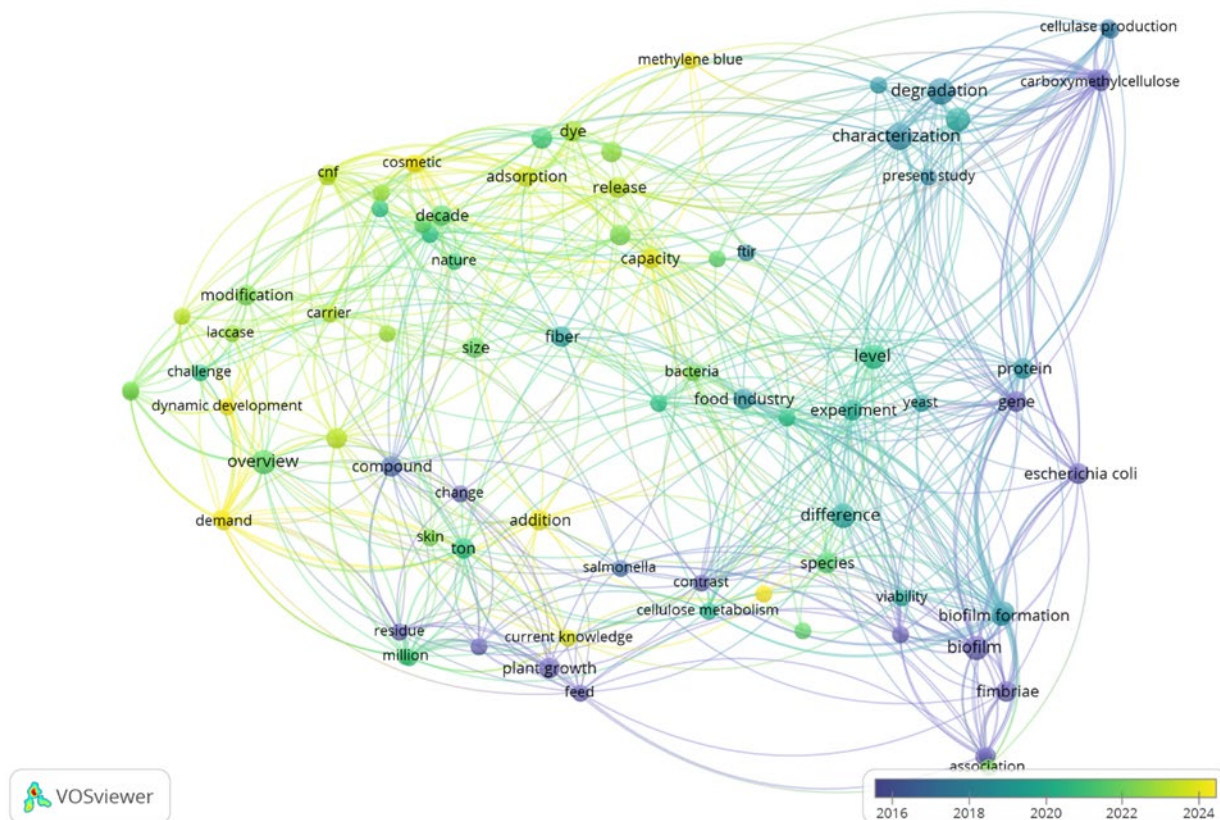 cellulase production
methylene blue
carboxymethylcellulose
degradation
dye
characterization
cosmetic
cnf
adsorption
present study
release
decade
ftir
nature
capacity
modification
carrier
laccase
fiber
size
level
challenge
bacteria
protein
dynamic development
food industry
yeast
gene
experiment
overview
compound
escherichia coli
change
demand
addition
difference
skin
ton
salmonella
species
contrast
viability
cellulose metabolism
biofilm formation
residue
current knowledge
million
biofilm
plant growth
feed
fimbriae
association
VOSviewer
2016 2018 2020 2022 2024